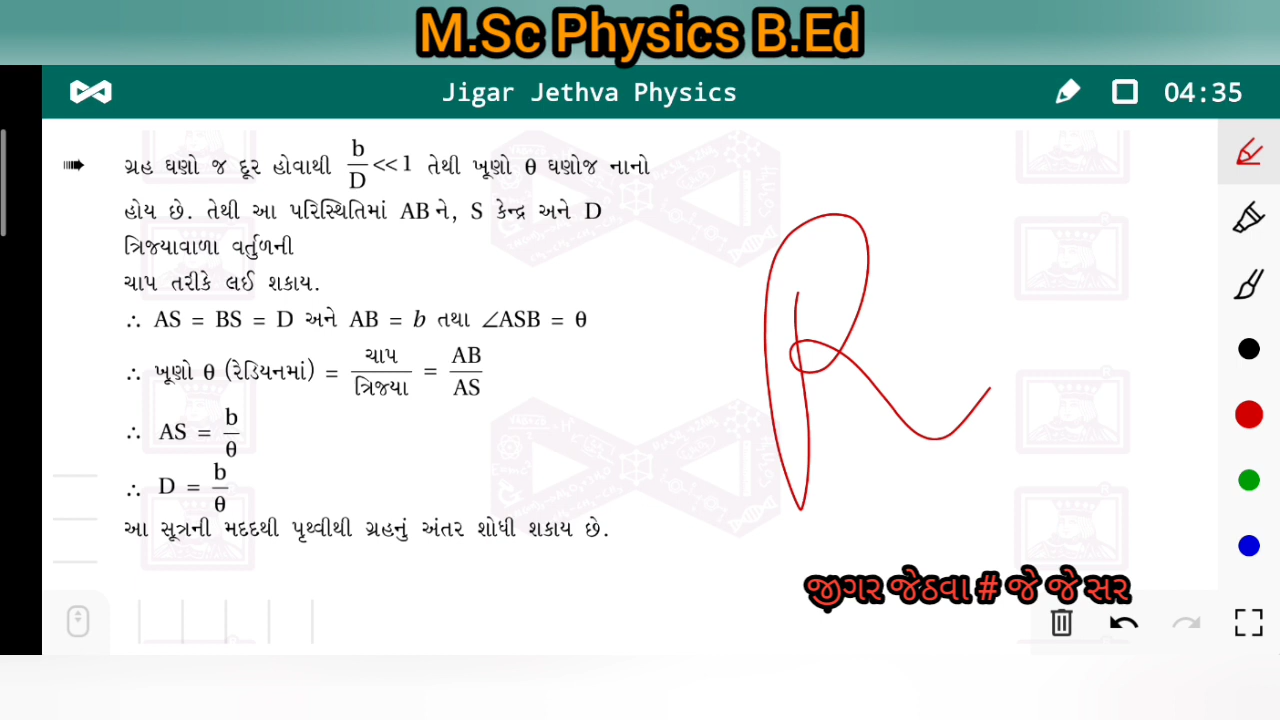 M.Sc Physics B.Ed
Jigar Jethva Physics
04:35
➠ ગ્રહ ઘણો જ દૂર હોવાથી b/D <<1 તેથી ખૂણો θ ઘણોજ નાનો
હોય છે. તેથી આ પરિસ્થિતિમાં AB ને, S કેન્દ્ર અને D
ત્રિજયાવાળા વર્તુળની
ચાપ તરીકે લઈ શકાય.
∴ AS = BS = D અને AB = b તથા ∠ASB = θ
∴ ખૂણો θ (રેડિયનમાં) = ચાપ/ત્રિજયા = AB/AS
∴ AS = b/θ
∴ D = b/θ
આ સૂત્રની મદદથી પૃથ્વીથી ગ્રહનું અંતર શોધી શકાય છે.
R
જીગર જેઠવા # જે જે સર